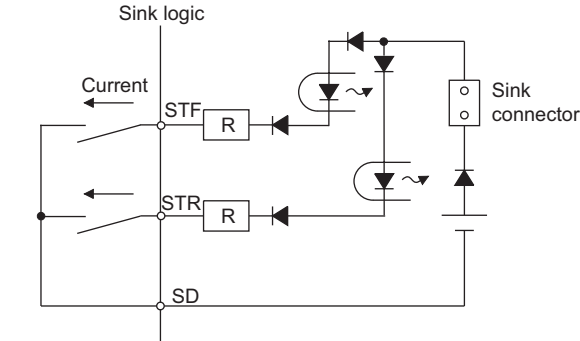 Sink logic
Current
STF
R
Sink
connector
STR
R
SD